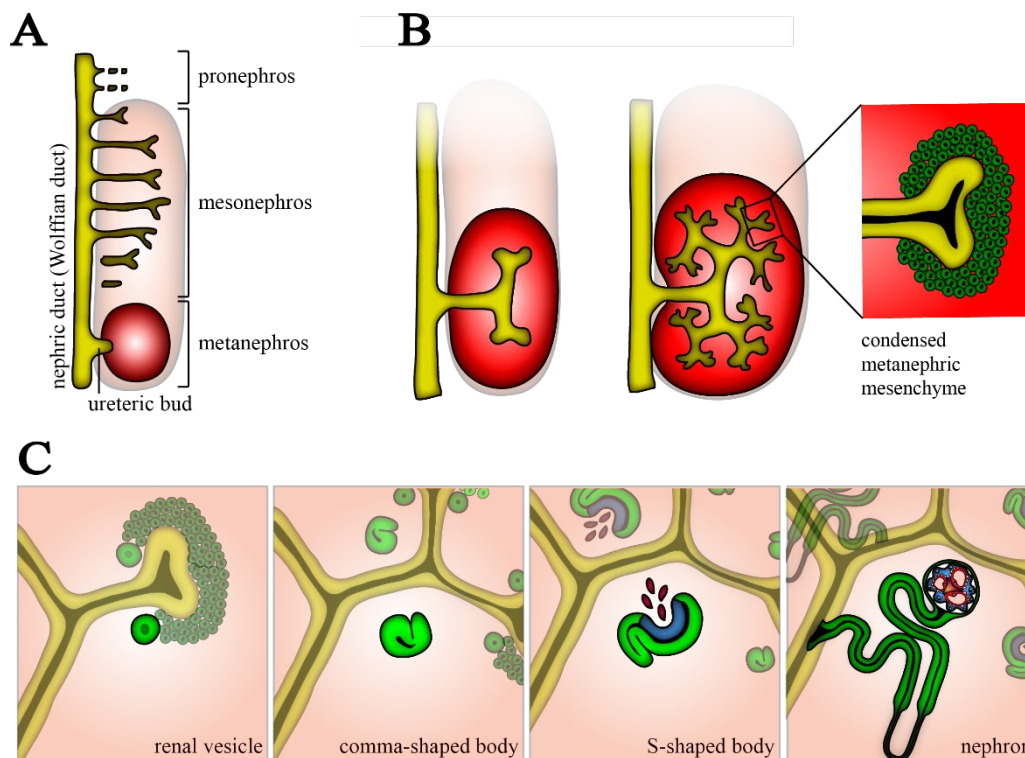 A
B
pronephros
mesonephros
metanephros
nephric duct (Wolffian duct)
ureteric bud
condensed
metanephric
mesenchyme
C
renal vesicle
comma-shaped body
S-shaped body
nephron